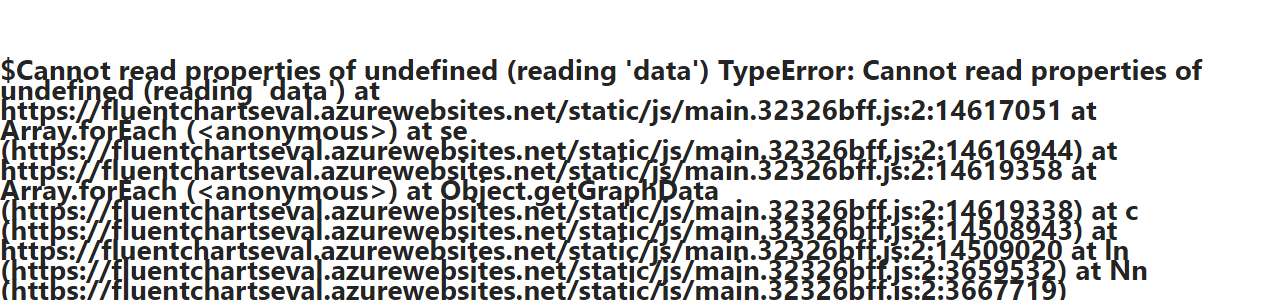 $Cannot read properties of undefined (reading 'data') TypeError: Cannot read properties of
undefined (reading 'data') at
https://fluentchartseval.azurewebsites.net/static/js/main.32326bff.js:2:14617051 at
Array.forEach (<anonymous>) at se
(https://fluentchartseval.azurewebsites.net/static/js/main.32326bff.js:2:14616944) at
https://fluentchartseval.azurewebsites.net/static/js/main.32326bff.js:2:14619358 at
Array.forEach (<anonymous>) at Object.getGraphData
(https://fluentchartseval.azurewebsites.net/static/js/main.32326bff.js:2:14619338) at c
(https://fluentchartseval.azurewebsites.net/static/js/main.32326bff.js:2:14508943) at
https://fluentchartseval.azurewebsites.net/static/js/main.32326bff.js:2:14509020 at ln
(https://fluentchartseval.azurewebsites.net/static/js/main.32326bff.js:2:3659532) at Nn
(https://fluentchartseval.azurewebsites.net/static/js/main.32326bff.js:2:3667719)